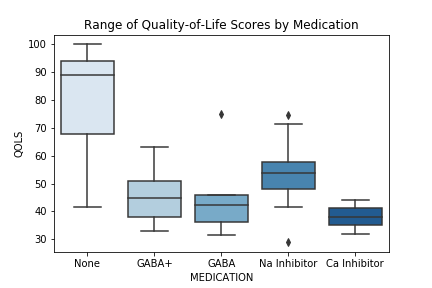 Range of Quality-of-Life Scores by Medication
100
90
80
70
60
50
40
30
QOLS
None GABA+ GABA Na Inhibitor Ca Inhibitor
MEDICATION